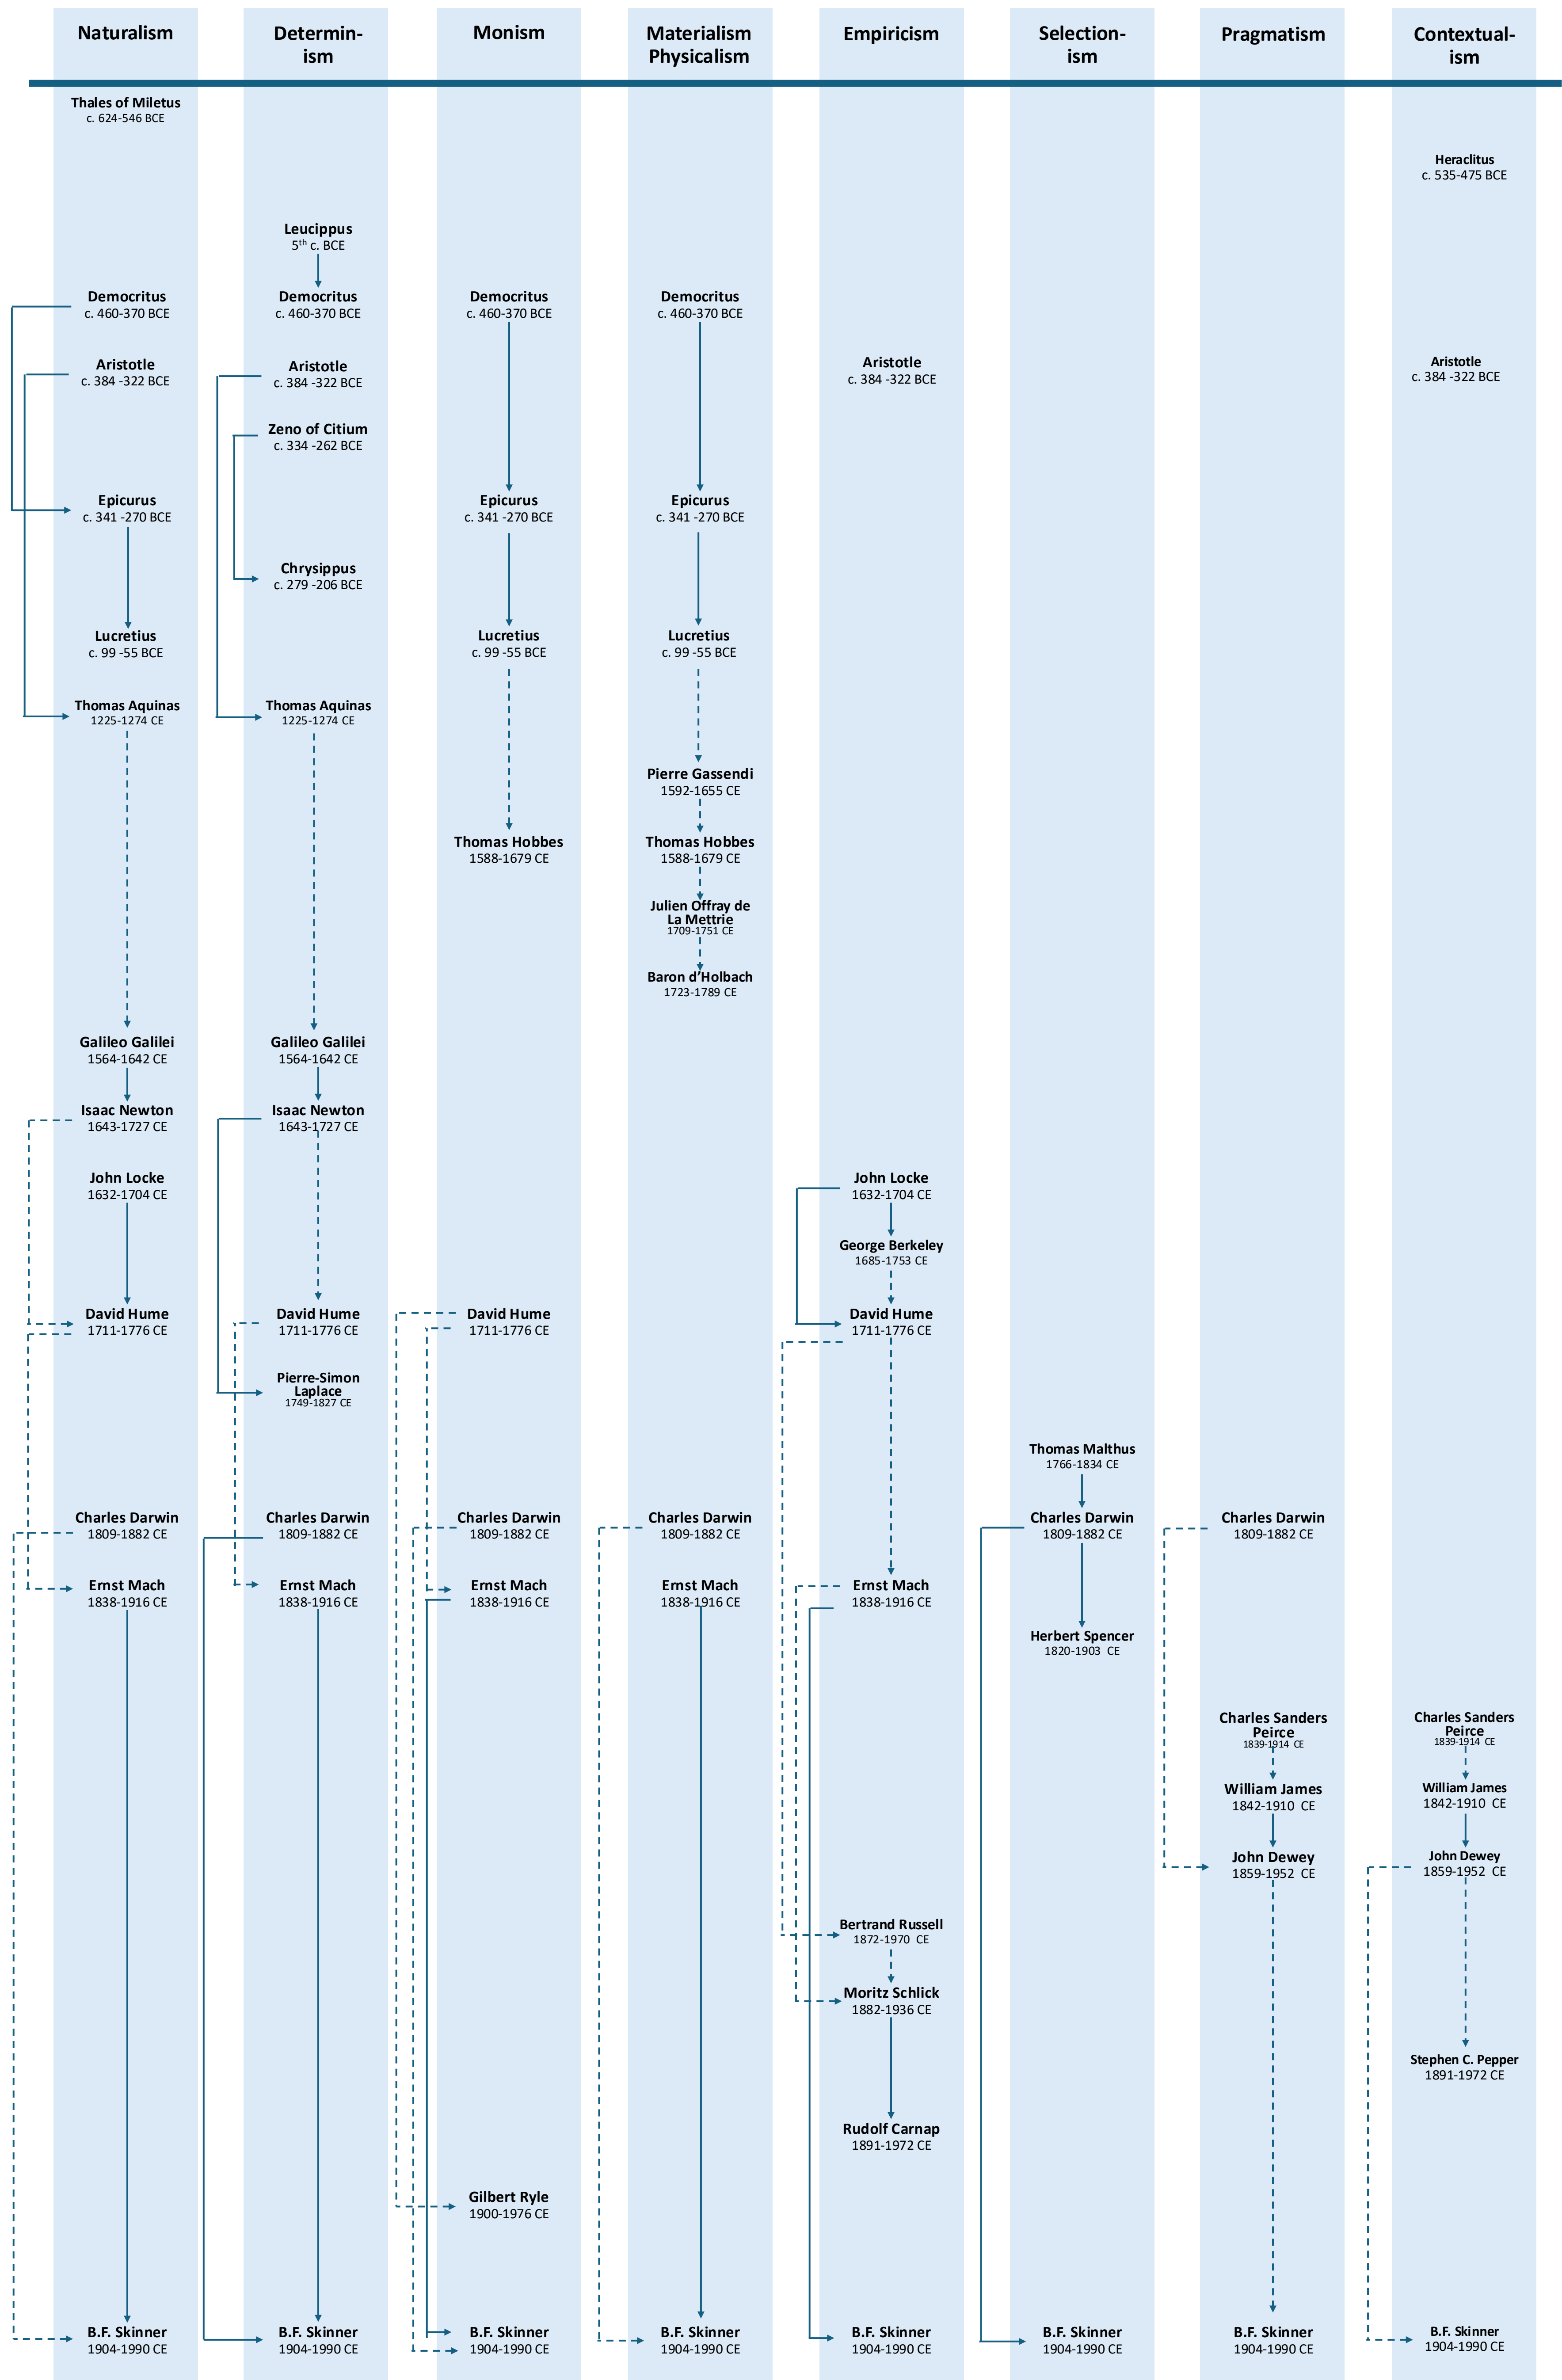 Naturalism
Determin-
ism
Monism
Materialism
Physicalism
Empiricism
Selection-
ism
Pragmatism
Contextual-
ism
Thales of Miletus
c. 624-546 BCE
Democritus
c. 460-370 BCE
Aristotle
c. 384 -322 BCE
Epicurus
c. 341 -270 BCE
Lucretius
c. 99 -55 BCE
Thomas Aquinas
1225-1274 CE
Galileo Galilei
1564-1642 CE
Isaac Newton
1643-1727 CE
John Locke
1632-1704 CE
David Hume
1711-1776 CE
Charles Darwin
1809-1882 CE
Ernst Mach
1838-1916 CE
B.F. Skinner
1904-1990 CE
Leucippus
5th c. BCE
Democritus
c. 460-370 BCE
Aristotle
c. 384 -322 BCE
Zeno of Citium
c. 334 -262 BCE
Chrysippus
c. 279 -206 BCE
Thomas Aquinas
1225-1274 CE
Galileo Galilei
1564-1642 CE
Isaac Newton
1643-1727 CE
David Hume
1711-1776 CE
Pierre-Simon
Laplace
1749-1827 CE
Charles Darwin
1809-1882 CE
Ernst Mach
1838-1916 CE
B.F. Skinner
1904-1990 CE
Democritus
c. 460-370 BCE
Epicurus
c. 341 -270 BCE
Lucretius
c. 99 -55 BCE
Thomas Hobbes
1588-1679 CE
David Hume
1711-1776 CE
Charles Darwin
1809-1882 CE
Ernst Mach
1838-1916 CE
Gilbert Ryle
1900-1976 CE
B.F. Skinner
1904-1990 CE
Democritus
c. 460-370 BCE
Epicurus
c. 341 -270 BCE
Lucretius
c. 99 -55 BCE
Pierre Gassendi
1592-1655 CE
Thomas Hobbes
1588-1679 CE
Julien Offray de
La Mettrie
1709-1751 CE
Baron d’Holbach
1723-1789 CE
Charles Darwin
1809-1882 CE
Ernst Mach
1838-1916 CE
B.F. Skinner
1904-1990 CE
Aristotle
c. 384 -322 BCE
John Locke
1632-1704 CE
George Berkeley
1685-1753 CE
David Hume
1711-1776 CE
Ernst Mach
1838-1916 CE
Bertrand Russell
1872-1970 CE
Moritz Schlick
1882-1936 CE
Rudolf Carnap
1891-1972 CE
B.F. Skinner
1904-1990 CE
Thomas Malthus
1766-1834 CE
Charles Darwin
1809-1882 CE
Herbert Spencer
1820-1903 CE
B.F. Skinner
1904-1990 CE
Charles Darwin
1809-1882 CE
Charles Sanders
Peirce
1839-1914 CE
William James
1842-1910 CE
John Dewey
1859-1952 CE
B.F. Skinner
1904-1990 CE
Heraclitus
c. 535-475 BCE
Aristotle
c. 384 -322 BCE
Charles Sanders
Peirce
1839-1914 CE
William James
1842-1910 CE
John Dewey
1859-1952 CE
Stephen C. Pepper
1891-1972 CE
B.F. Skinner
1904-1990 CE